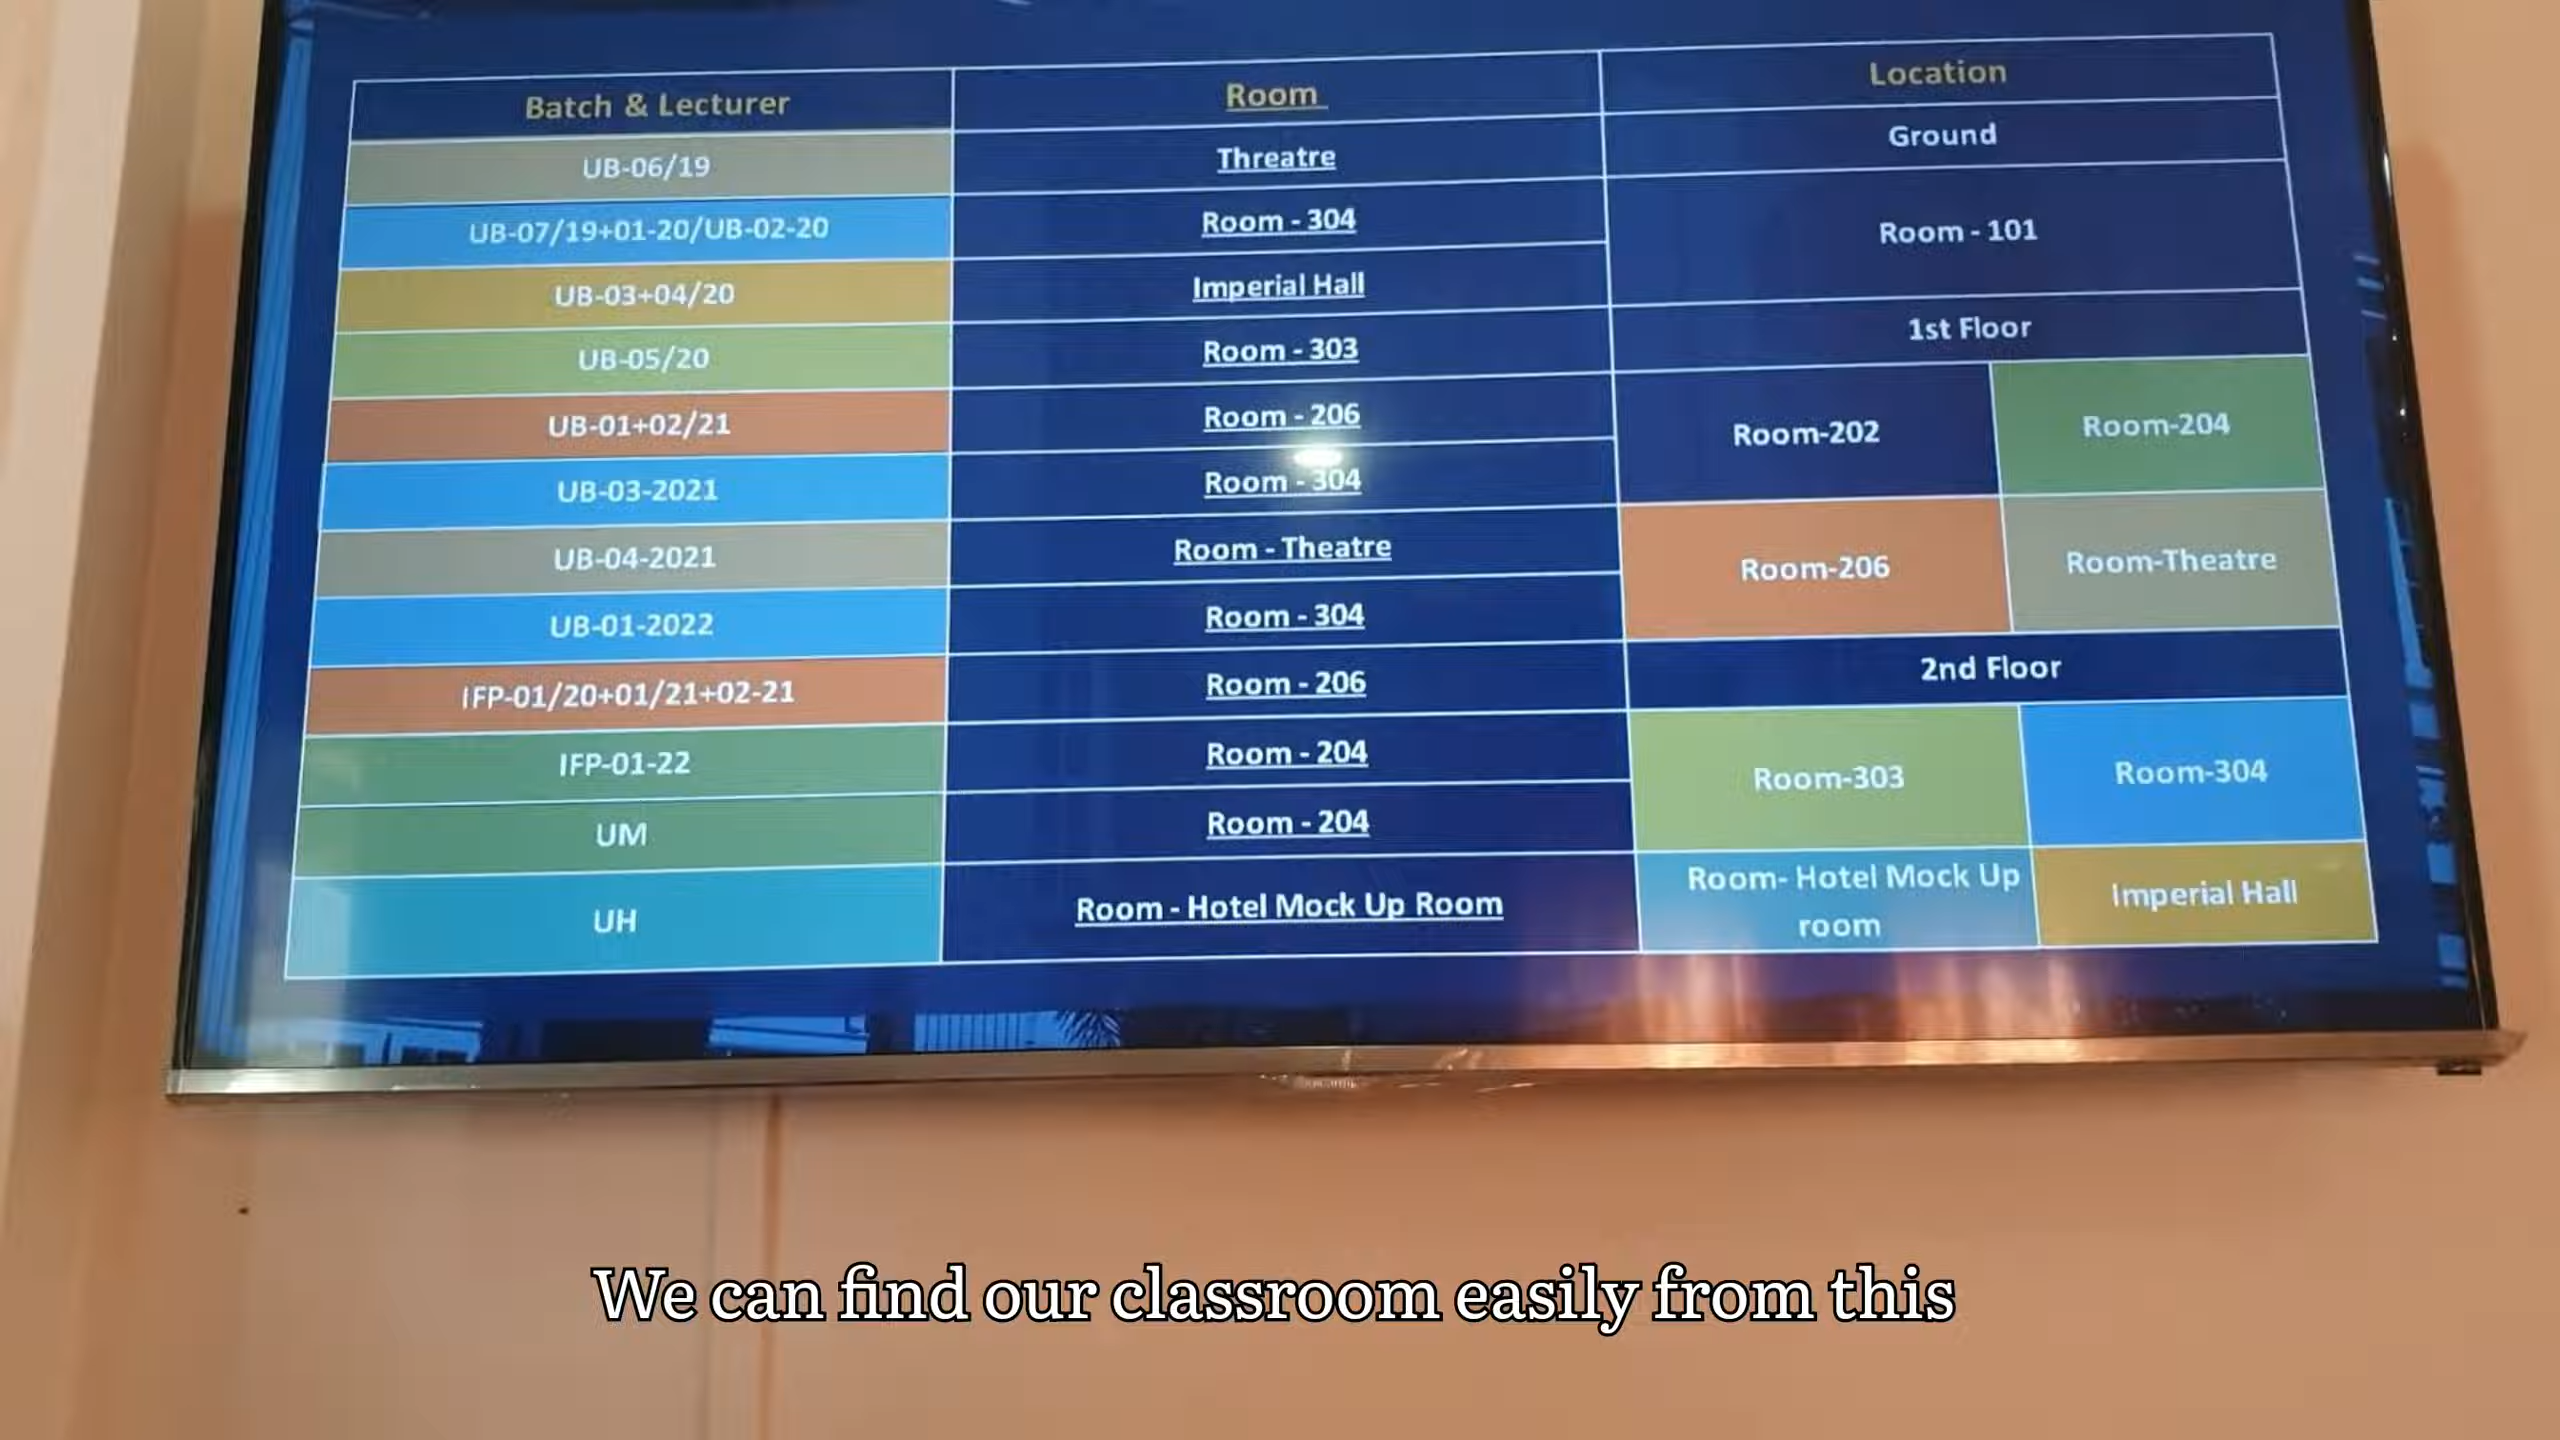 Batch & Lecturer
Room
Location
UB-06/19
Threatre
Ground
UB-07/19+01-20/UB-02-20
Room - 304
Room - 101
UB-03+04/20
Imperial Hall
UB-05/20
Room - 303
1st Floor
UB-01+02/21
Room - 206
Room-202
Room-204
UB-03-2021
Room - 304
UB-04-2021
Room - Theatre
Room-206
Room-Theatre
UB-01-2022
Room - 304
IFP-01/20+01/21+02-21
Room - 206
2nd Floor
IFP-01-22
Room - 204
Room-303
Room-304
UM
Room - 204
UH
Room - Hotel Mock Up Room
Room- Hotel Mock Up
room
Imperial Hall
We can find our classroom easily from this